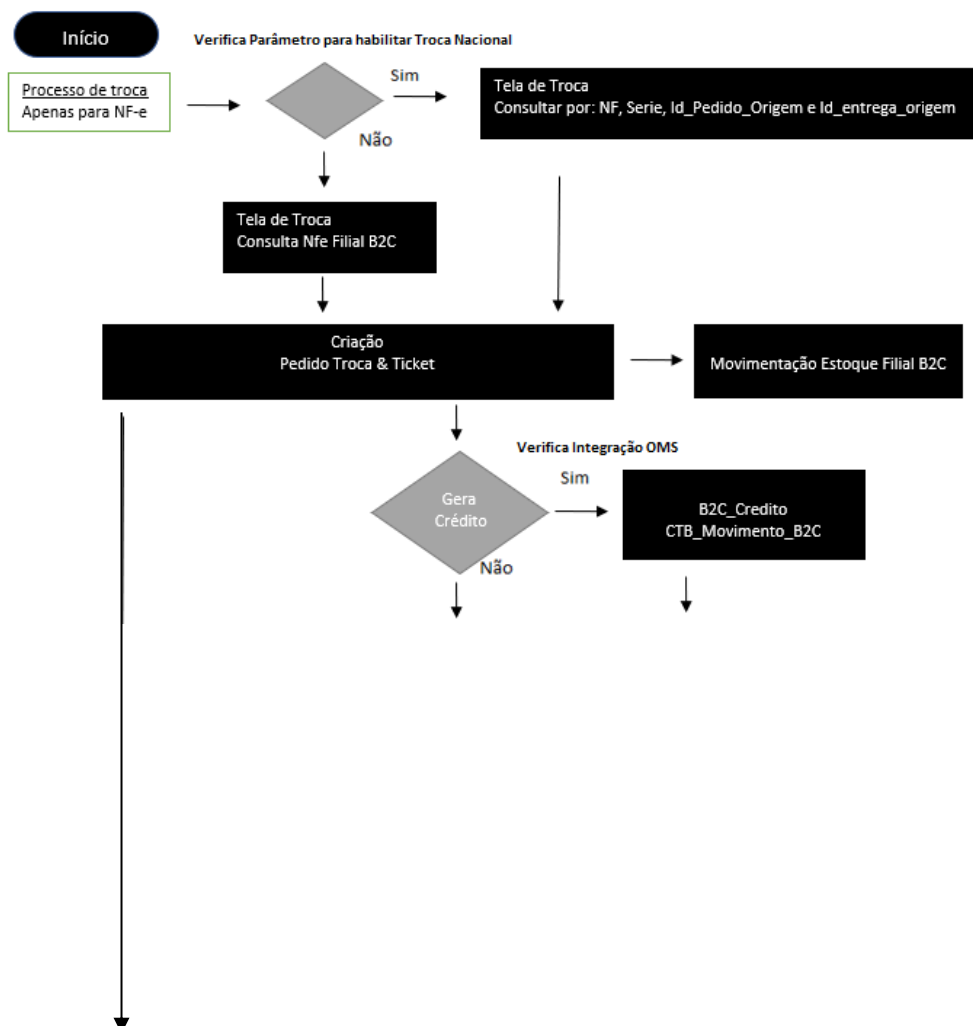 Início
Verifica Parâmetro para habilitar Troca Nacional
Processo de troca
Apenas para NF-e
Sim
Não
Tela de Troca
Consultar por: NF, Serie, Id_Pedido_Origem e Id_entrega_origem
Tela de Troca
Consulta Nfe Filial B2C
Criação
Pedido Troca & Ticket
Movimentação Estoque Filial B2C
Verifica Integração OMS
Gera
Crédito
Sim
Não
B2C_Credito
CTB_Movimento_B2C